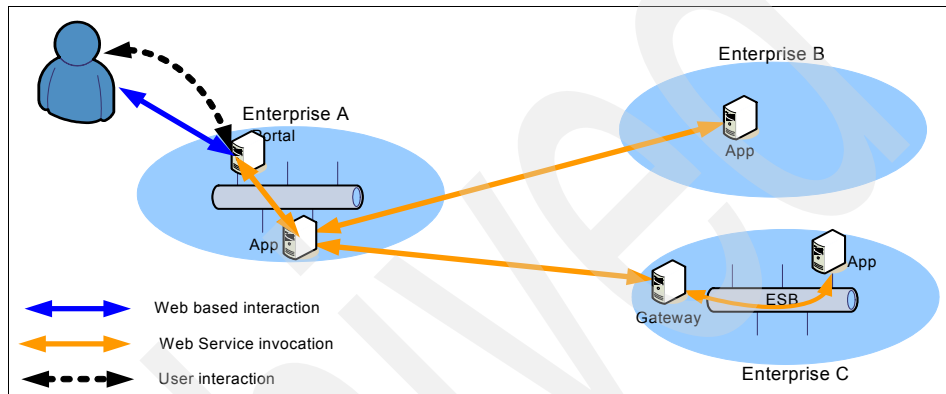 Enterprise B
Enterprise A
Portal
App
App
App
ESB
Gateway
Web based interaction
Web Service invocation
User interaction
Enterprise C